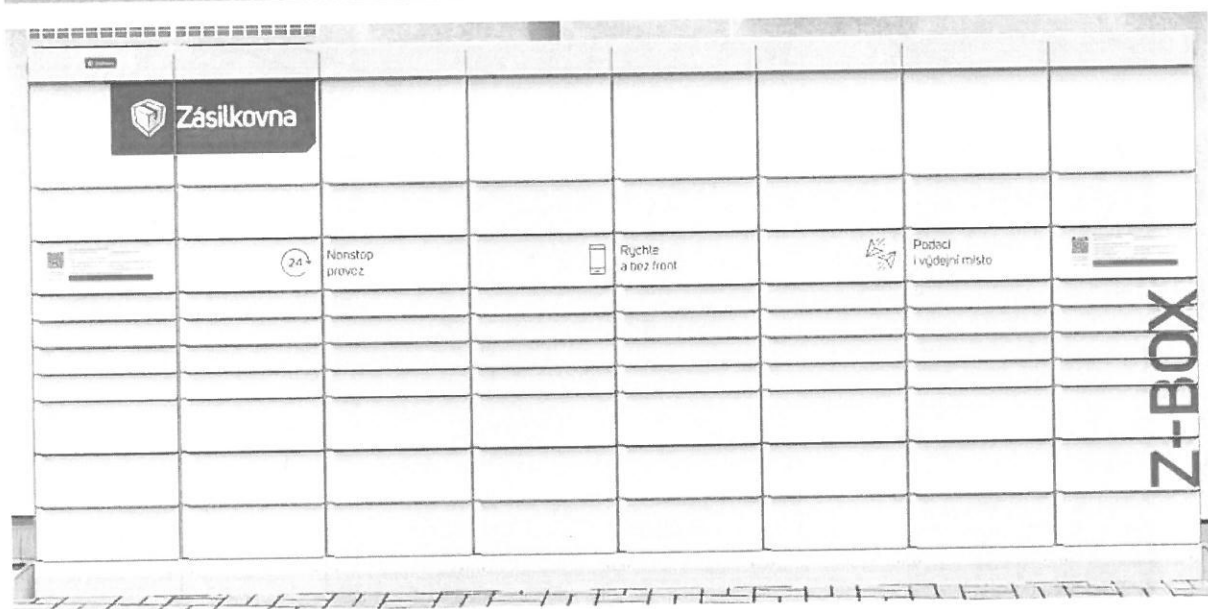 Zásilkovna
24
Nonstop
provoz
Rychle
a bez front
Podací
i výdejní místo
Z-BOX